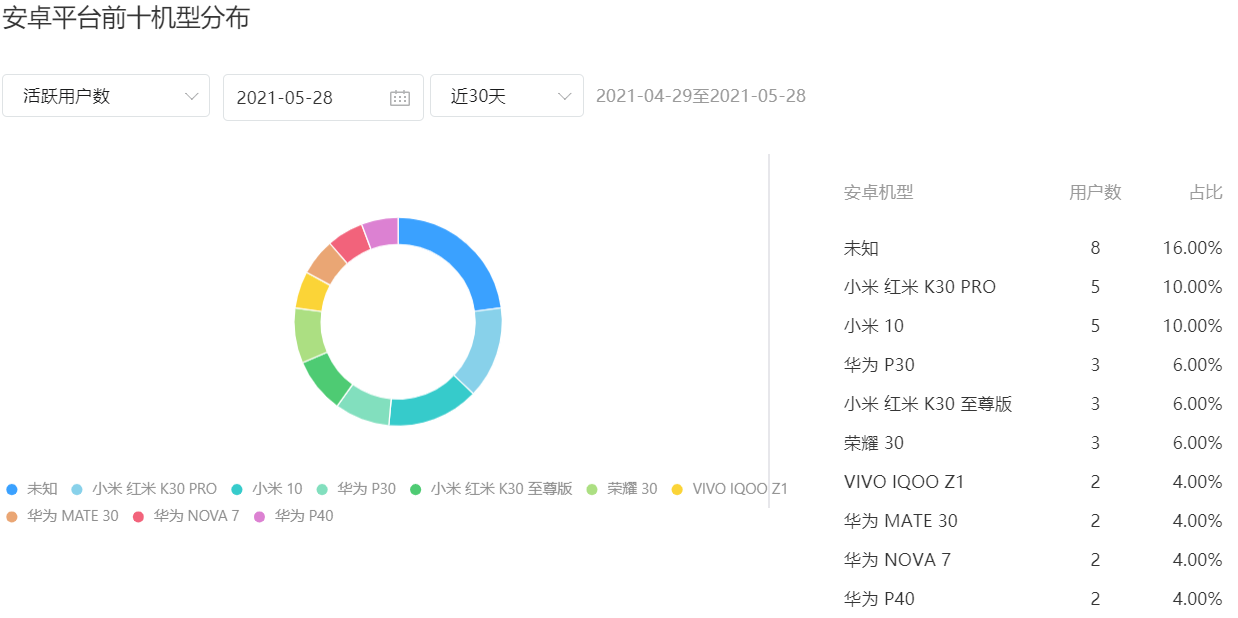 安卓平台前十机型分布
活跃用户数 2021-05-28 近30天 2021-04-29至2021-05-28
安卓机型 用户数 占比
未知 8 16.00%
小米 红米 K30 PRO 5 10.00%
小米 10 5 10.00%
华为 P30 3 6.00%
小米 红米 K30 至尊版 3 6.00%
荣耀 30 3 6.00%
VIVO IQOO Z1 2 4.00%
华为 MATE 30 2 4.00%
华为 NOVA 7 2 4.00%
华为 P40 2 4.00%
未知 小米 红米 K30 PRO 小米 10 华为 P30 小米 红米 K30 至尊版 荣耀 30 VIVO IQOO Z1
华为 MATE 30 华为 NOVA 7 华为 P40